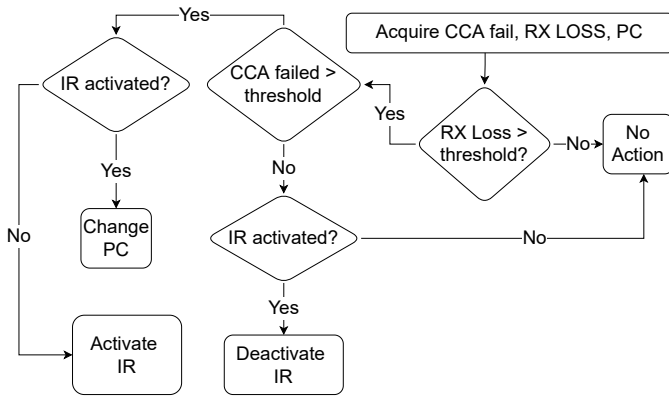 Yes
Acquire CCA fail, RX LOSS, PC
IR activated?
CCA failed >
threshold
Yes
RX Loss >
threshold?
No
No
Action
Yes
No
Change
PC
No
IR activated?
No
Yes
Activate
IR
Deactivate
IR